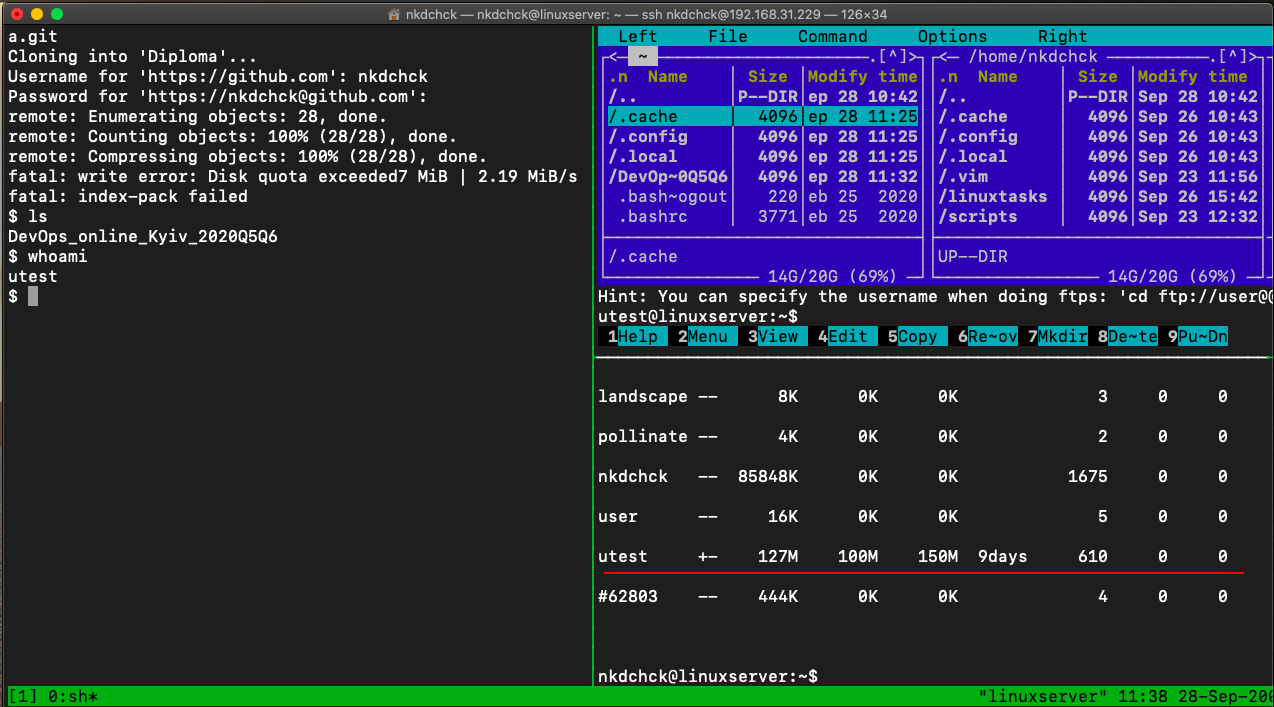 nkdchck — nkdchck@linuxserver: ~ — ssh nkdchck@192.168.31.229 — 126×34
a.git
Cloning into 'Diploma'...
Username for 'https://github.com': nkdchck
Password for 'https://nkdchck@github.com':
remote: Enumerating objects: 28, done.
remote: Counting objects: 100% (28/28), done.
remote: Compressing objects: 100% (28/28), done.
fatal: write error: Disk quota exceeded7 MiB | 2.19 MiB/s
fatal: index-pack failed
$ ls
DevOps_online_Kyiv_2020Q5Q6
$ whoami
utest
$
Left File Command Options Right
<─ ~ ─.[^]>
.n Name │ Size │Modify time
/.. │P--DIR│ep 28 10:42
/.cache │ 4096│ep 28 11:25
/.config │ 4096│ep 28 11:25
/.local │ 4096│ep 28 11:25
/DevOp~0Q5Q6│ 4096│ep 28 11:32
.bash~ogout│ 220│eb 25 2020
.bashrc │ 3771│eb 25 2020
/.cache
14G/20G (69%)
<─ /home/nkdchck ─.[^]>
.n Name │ Size │Modify time
/.. │P--DIR│Sep 28 10:42
/.cache │ 4096│Sep 26 10:43
/.config │ 4096│Sep 26 10:43
/.local │ 4096│Sep 26 10:43
/.vim │ 4096│Sep 23 11:56
/linuxtasks │ 4096│Sep 26 15:42
/scripts │ 4096│Sep 23 12:32
UP--DIR
14G/20G (69%)
Hint: You can specify the username when doing ftps: 'cd ftp://user@@
utest@linuxserver:~$
1Help 2Menu 3View 4Edit 5Copy 6Re~ov 7Mkdir 8De~te 9Pu~Dn
landscape -- 8K 0K 0K 3 0 0
pollinate -- 4K 0K 0K 2 0 0
nkdchck -- 85848K 0K 0K 1675 0 0
user -- 16K 0K 0K 5 0 0
utest +- 127M 100M 150M 9days 610 0 0
#62803 -- 444K 0K 0K 4 0 0
nkdchck@linuxserver:~$
[1] 0:sh* "linuxserver" 11:38 28-Sep-200